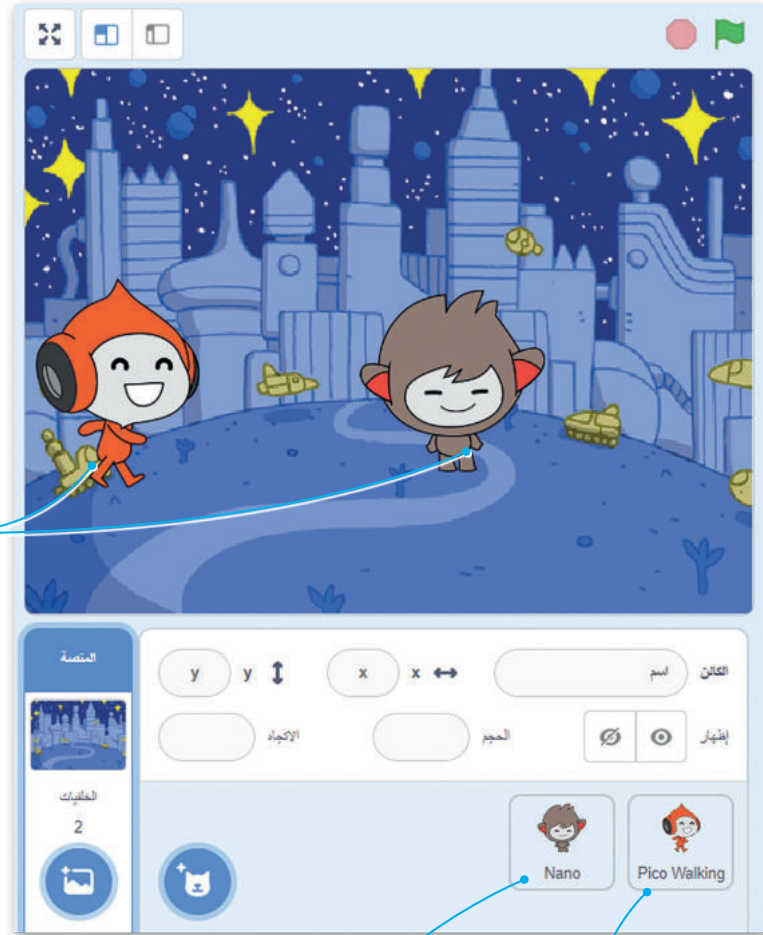 المنصة
الكائن
اسم
x
x
y
y
إظهار
الحجم
الاتجاه
الخلفيات
2
Pico Walking
Nano